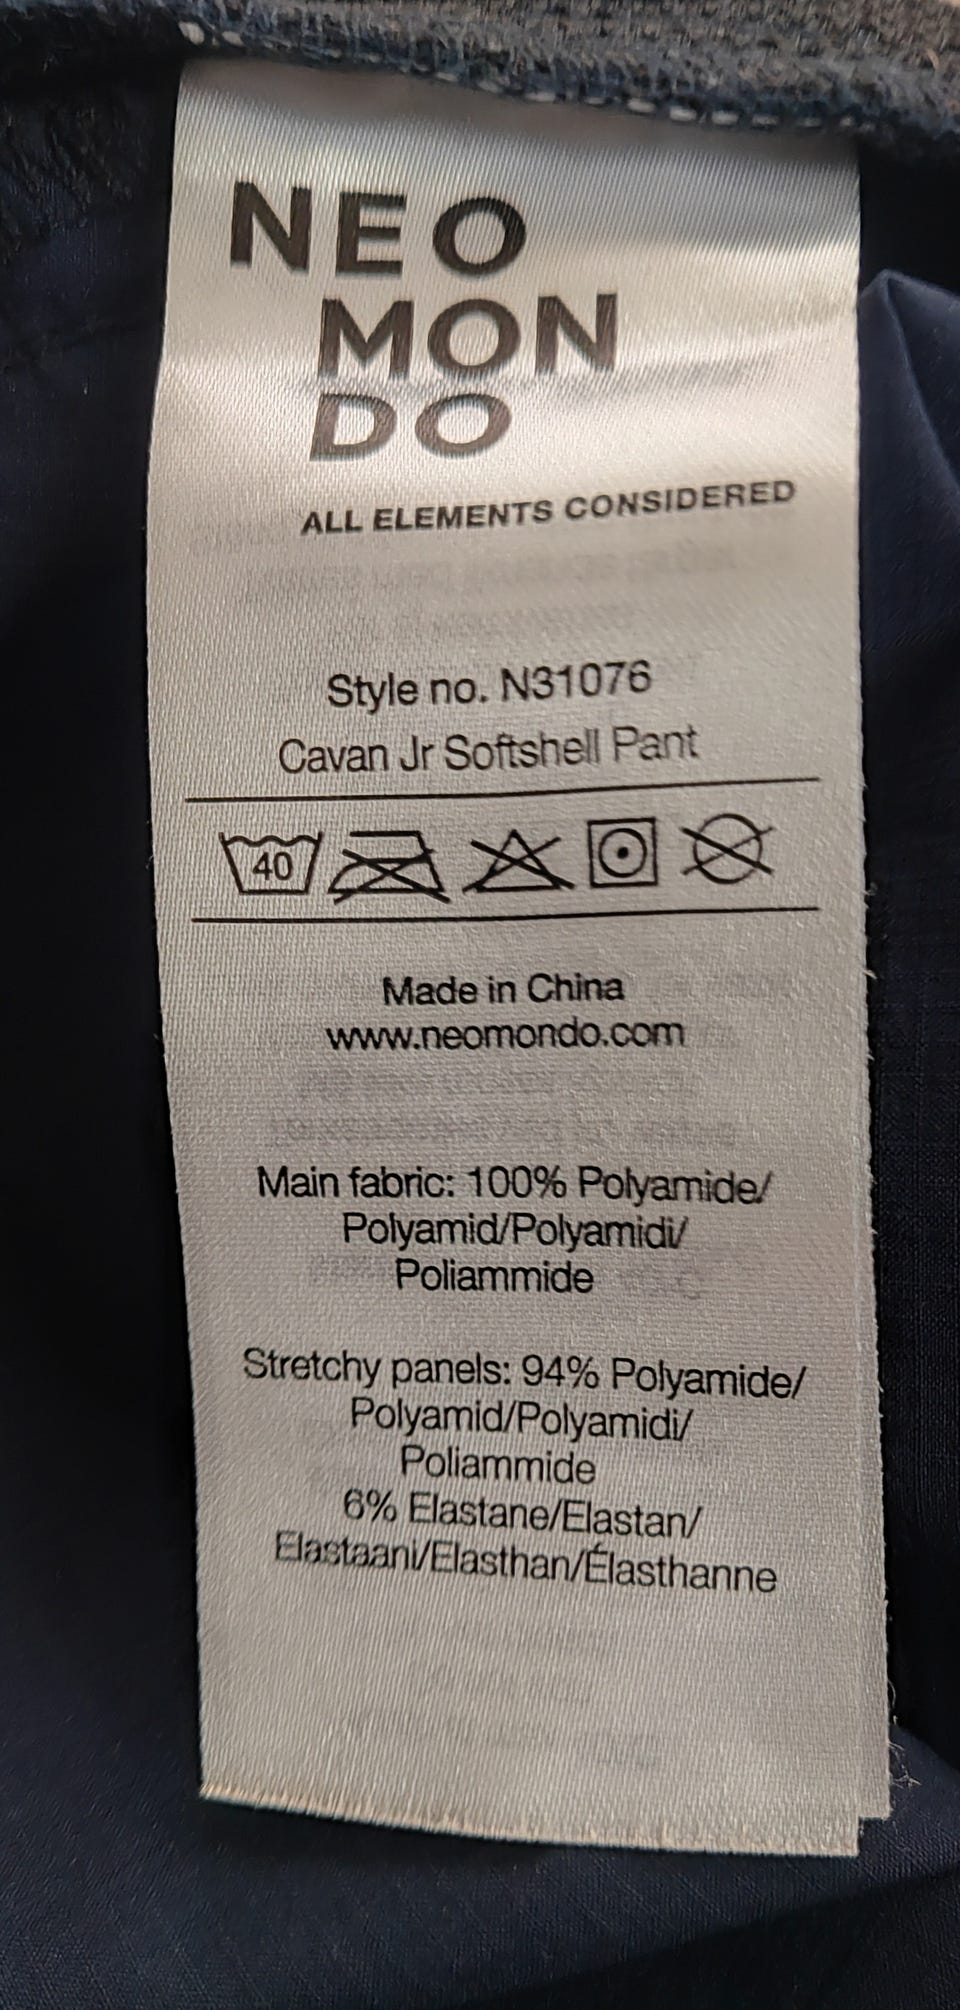 NEO
MON
DO
ALL ELEMENTS CONSIDERED
Style no. N31076
Cavan Jr Softshell Pant
40
Made in China
www.neomondo.com
Main fabric: 100% Polyamide/
Polyamid/Polyamidi/
Poliammide
Stretchy panels: 94% Polyamide/
Polyamid/Polyamidi/
Poliammide
6% Elastane/Elastan/
Elastaani/Elasthan/Élasthanne